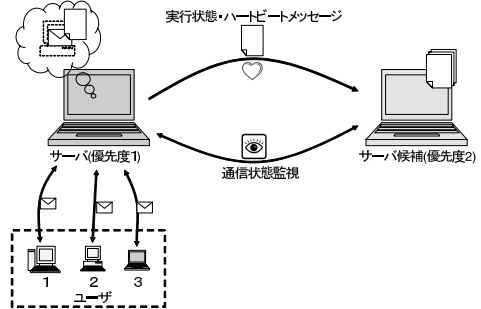 実行状態・ハートビートメッセージ
サーバ(優先度1)
サーバ候補(優先度2)
通信状態監視
1
2
3
ユーザ